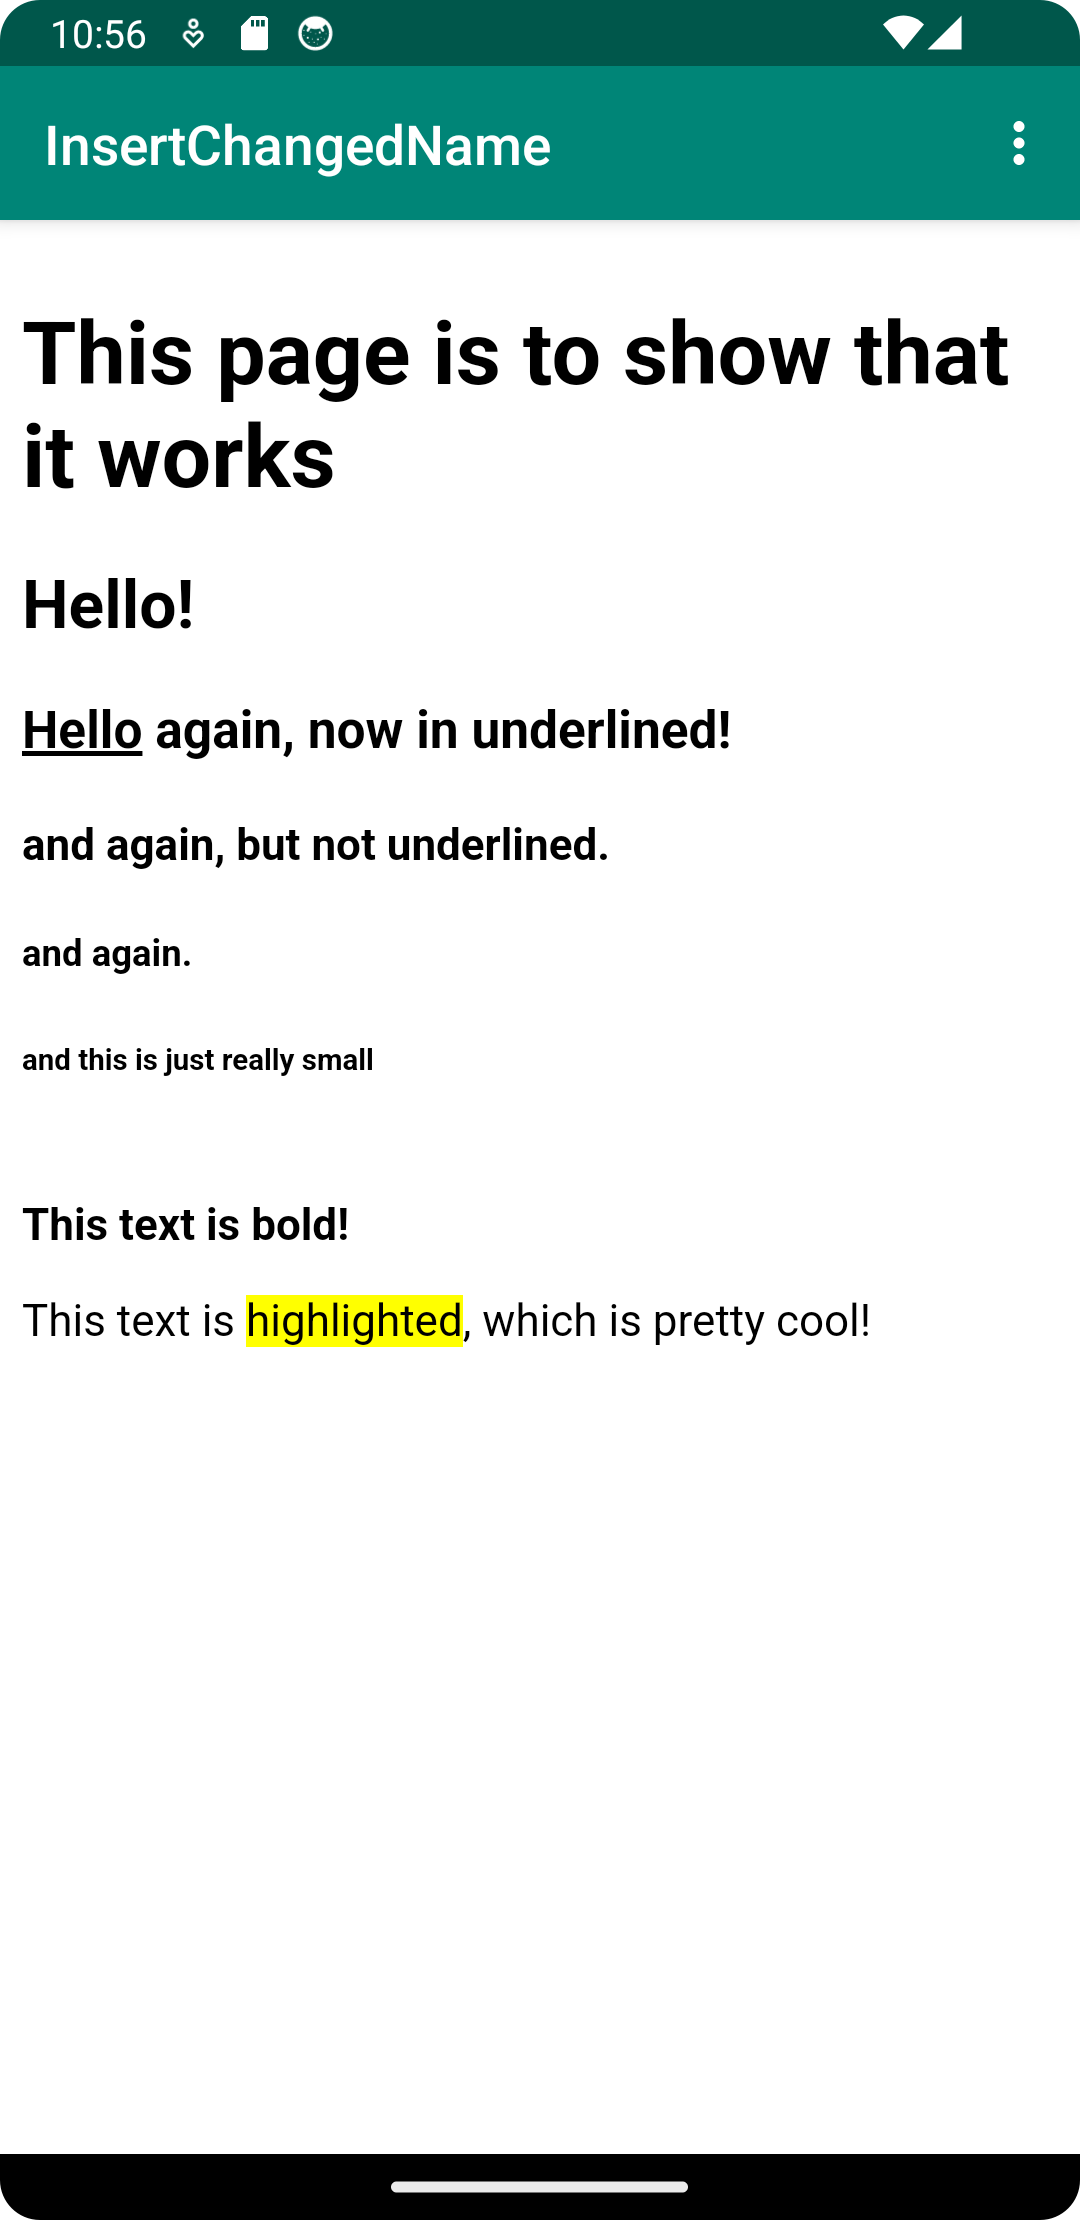 10:56
InsertChangedName
This page is to show that
it works
Hello!
Hello again, now in underlined!
and again, but not underlined.
and again.
and this is just really small
This text is bold!
This text is highlighted, which is pretty cool!